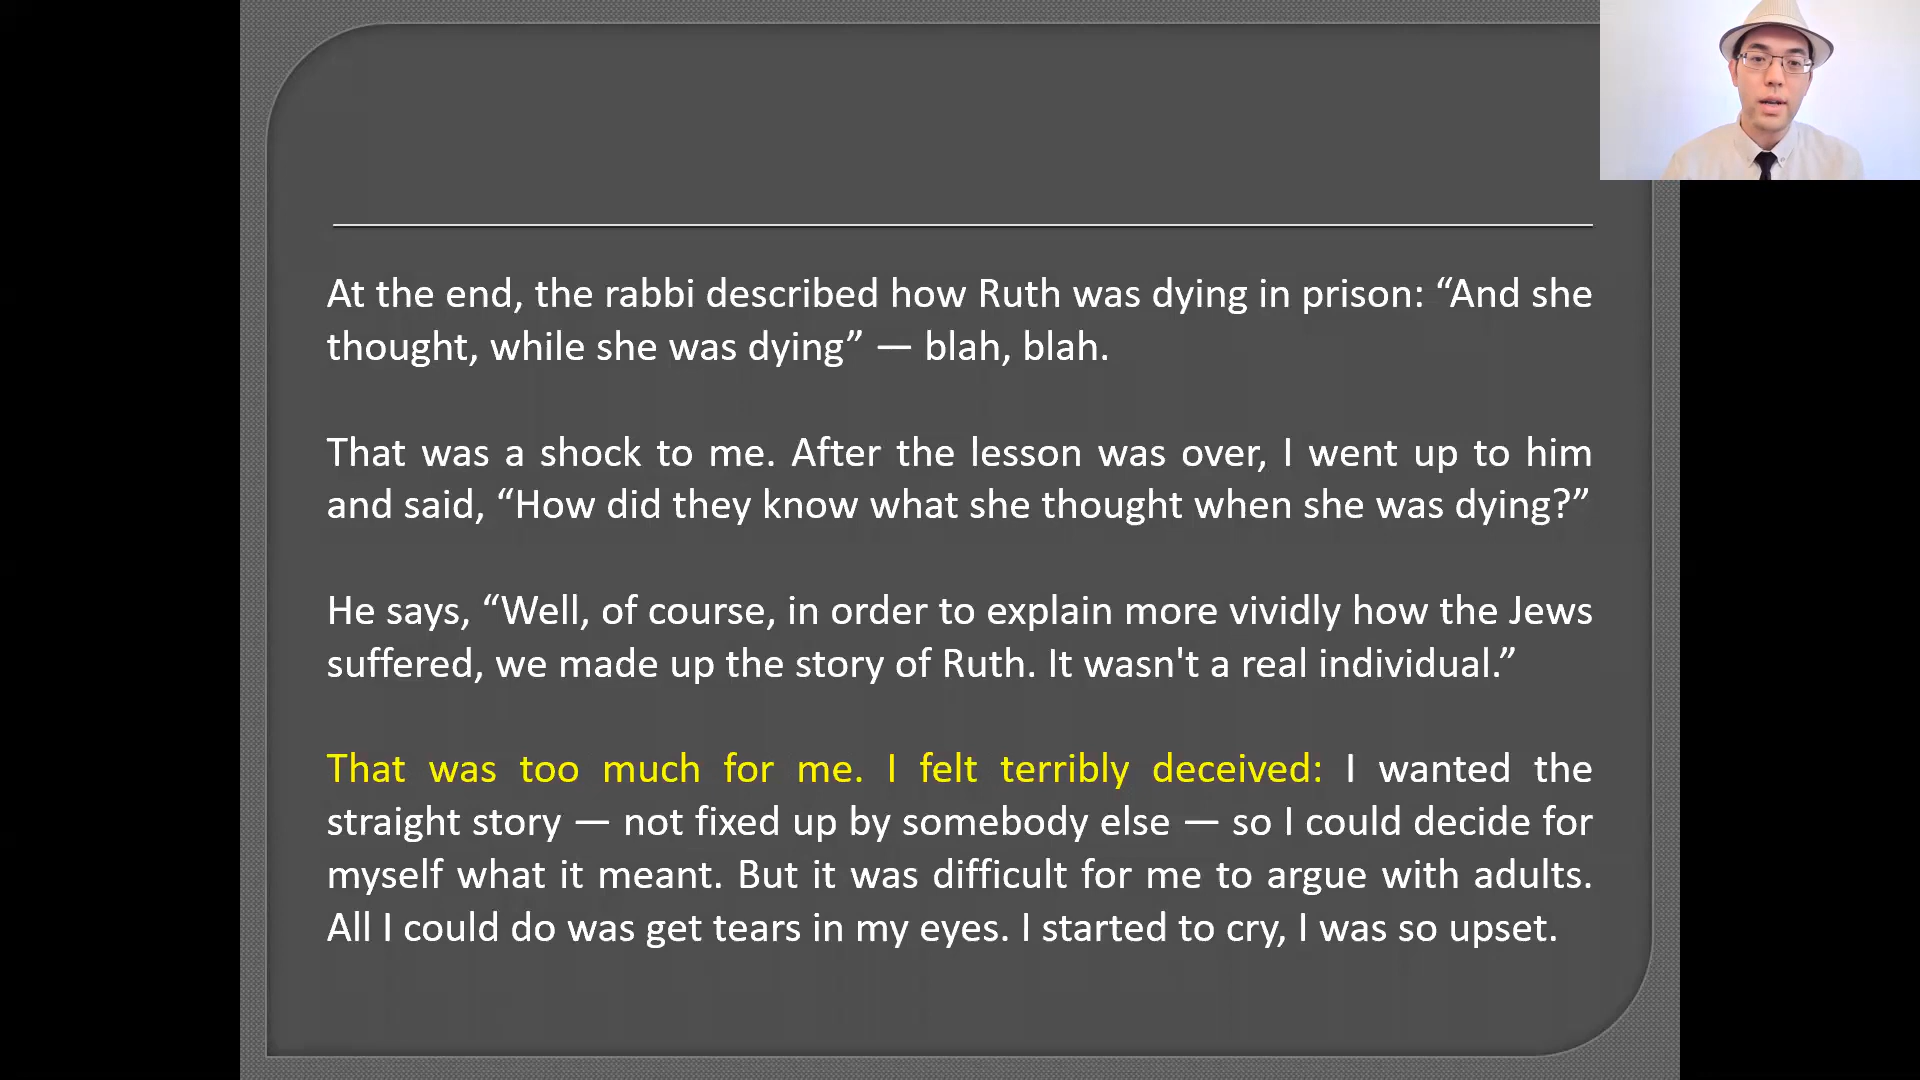 At the end, the rabbi described how Ruth was dying in prison: “And she
thought, while she was dying” — blah, blah.
That was a shock to me. After the lesson was over, I went up to him
and said, “How did they know what she thought when she was dying?”
He says, “Well, of course, in order to explain more vividly how the Jews
suffered, we made up the story of Ruth. It wasn't a real individual.”
That was too much for me. I felt terribly deceived: I wanted the
straight story — not fixed up by somebody else — so I could decide for
myself what it meant. But it was difficult for me to argue with adults.
All I could do was get tears in my eyes. I started to cry, I was so upset.